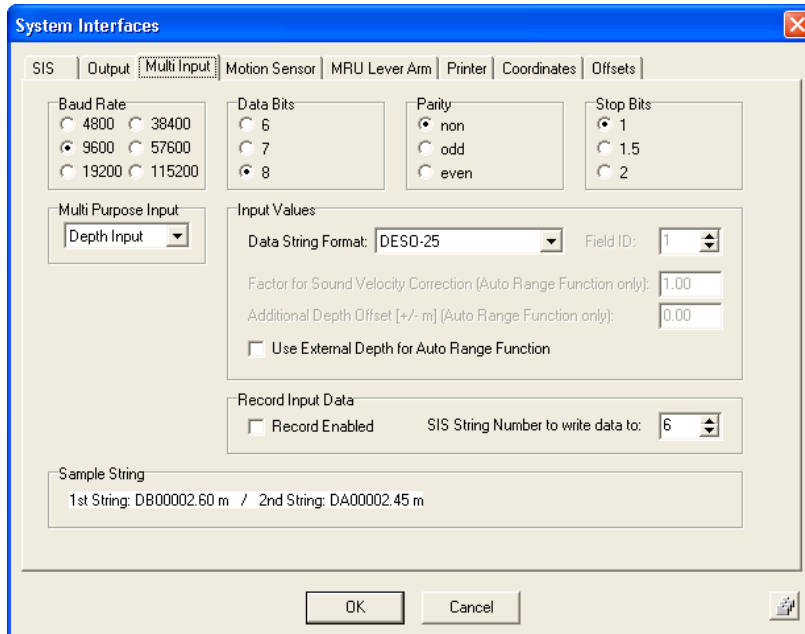 System Interfaces
SIS Output Multi Input Motion Sensor MRU Lever Arm Printer Coordinates Offsets
Baud Rate
4800 38400
9600 57600
19200 115200
Data Bits
6
7
8
Parity
non
odd
even
Stop Bits
1
1.5
2
Multi Purpose Input
Depth Input
Input Values
Data String Format: DESO-25 Field ID: 1
Factor for Sound Velocity Correction (Auto Range Function only): 1.00
Additional Depth Offset [+/- m] (Auto Range Function only): 0.00
Use External Depth for Auto Range Function
Record Input Data
Record Enabled SIS String Number to write data to: 6
Sample String
1st String: DB00002.60 m / 2nd String: DA00002.45 m
OK Cancel